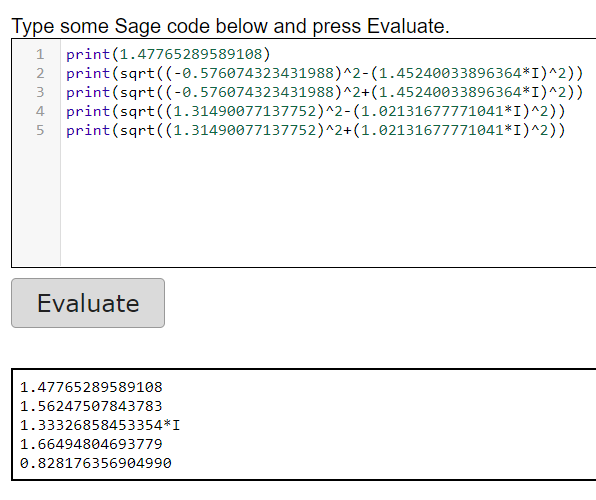 Type some Sage code below and press Evaluate.
1 print(1.47765289589108)
2 print(sqrt((-0.576074323431988)^2-(1.45240033896364*I)^2))
3 print(sqrt((-0.576074323431988)^2+(1.45240033896364*I)^2))
4 print(sqrt((1.31490077137752)^2-(1.02131677771041*I)^2))
5 print(sqrt((1.31490077137752)^2+(1.02131677771041*I)^2))
Evaluate
1.47765289589108
1.56247507843783
1.33326858453354*I
1.66494804693779
0.828176356904990